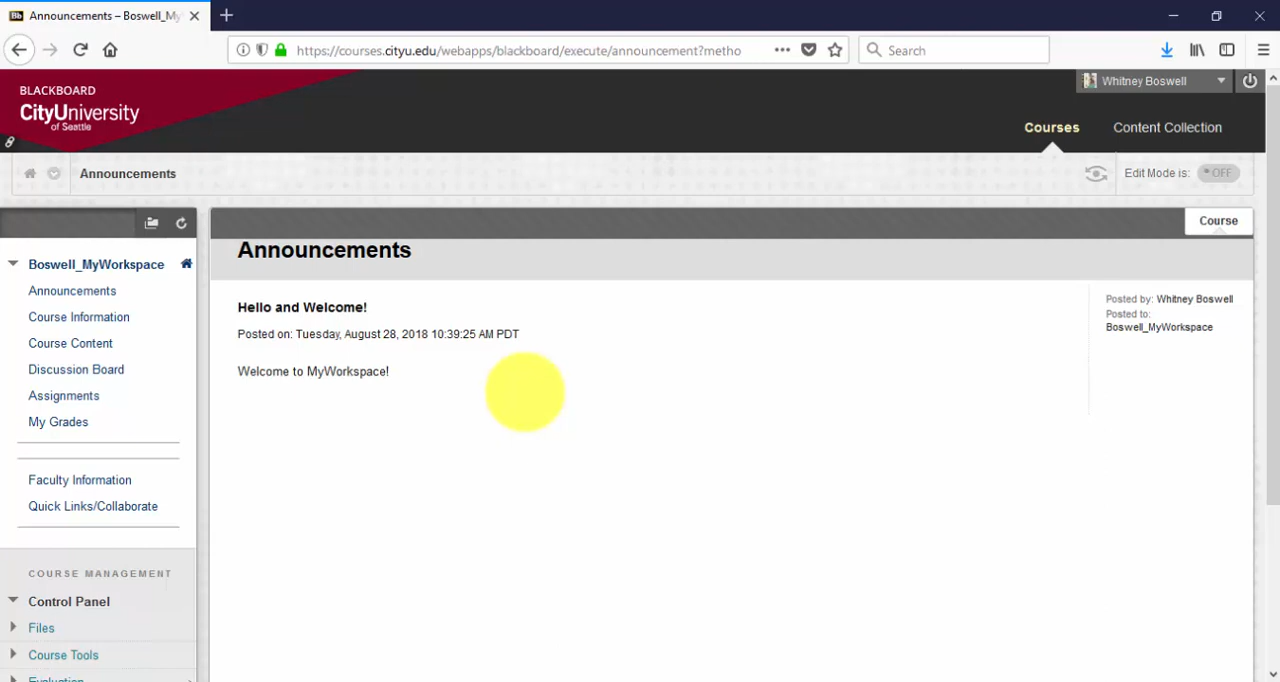 Bb Announcements – Boswell_My
https://courses.cityu.edu/webapps/blackboard/execute/announcement?metho
Search
BLACKBOARD
CityUniversity
of Seattle
Whitney Boswell
Courses
Content Collection
Announcements
Edit Mode is:
OFF
Course
Boswell_MyWorkspace
Announcements
Course Information
Course Content
Discussion Board
Assignments
My Grades
Faculty Information
Quick Links/Collaborate
COURSE MANAGEMENT
Control Panel
Files
Course Tools
Evaluation
Announcements
Hello and Welcome!
Posted on: Tuesday, August 28, 2018 10:39:25 AM PDT
Welcome to MyWorkspace!
Posted by: Whitney Boswell
Posted to:
Boswell_MyWorkspace